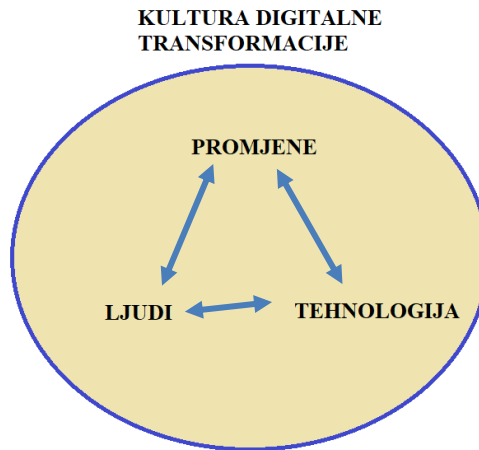 KULTURA DIGITALNE
TRANSFORMACIJE
PROMJENE
LJUDI
TEHNOLOGIJA